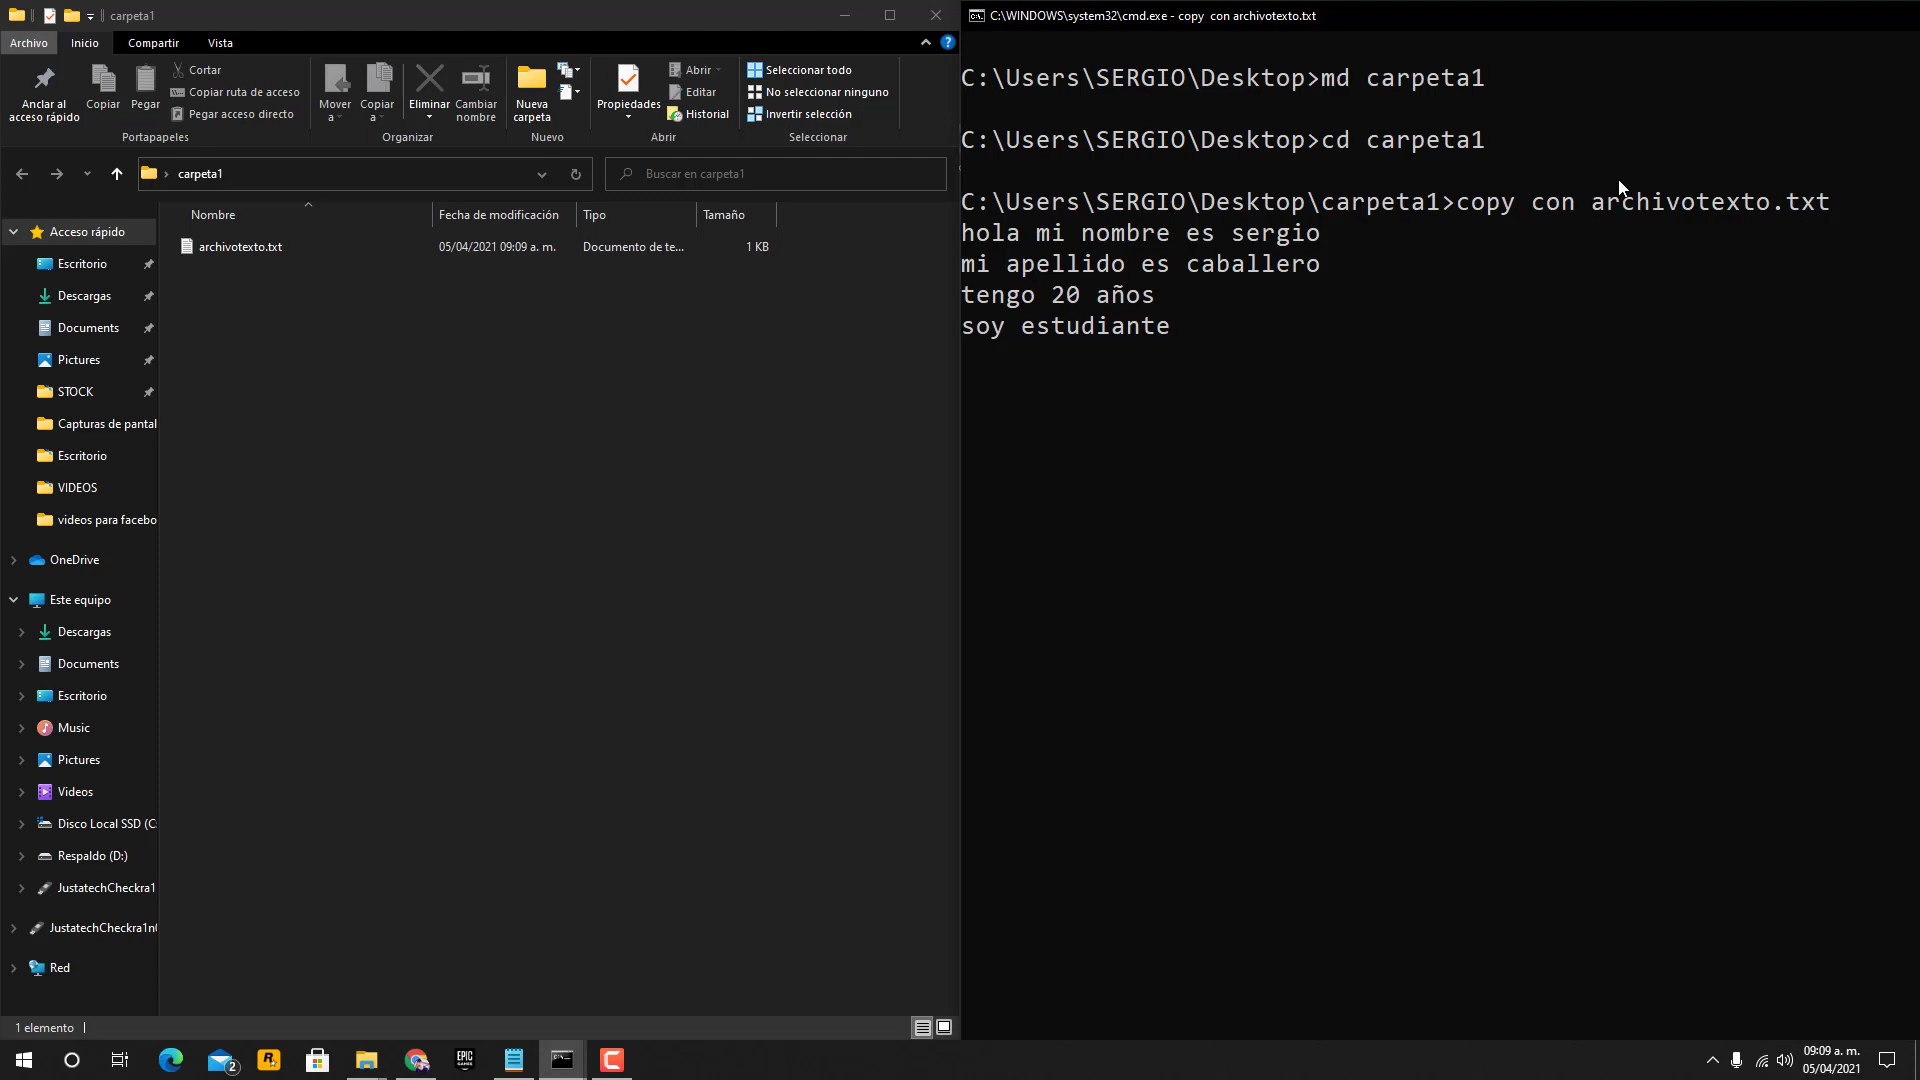 carpeta1
Archivo Inicio Compartir Vista
Anclar al acceso rápido
Copiar
Pegar
Cortar
Copiar ruta de acceso
Pegar acceso directo
Portapapeles
Mover a
Copiar a
Eliminar
Cambiar nombre
Organizar
Nueva carpeta
Nuevo
Propiedades
Abrir
Editar
Historial
Abrir
Seleccionar todo
No seleccionar ninguno
Invertir selección
Seleccionar
carpeta1
Buscar en carpeta1
Nombre Fecha de modificación Tipo Tamaño
archivotexto.txt 05/04/2021 09:09 a. m. Documento de te... 1 KB
Acceso rápido
Escritorio
Descargas
Documents
Pictures
STOCK
Capturas de pantal
Escritorio
VIDEOS
videos para facebo
OneDrive
Este equipo
Descargas
Documents
Escritorio
Music
Pictures
Videos
Disco Local SSD (C:
Respaldo (D:)
JustatechCheckra1
JustatechCheckra1n
Red
1 elemento
C:\WINDOWS\system32\cmd.exe - copy con archivotexto.txt
C:\Users\SERGIO\Desktop>md carpeta1
C:\Users\SERGIO\Desktop>cd carpeta1
C:\Users\SERGIO\Desktop\carpeta1>copy con archivotexto.txt
hola mi nombre es sergio
mi apellido es caballero
tengo 20 años
soy estudiante
2
R
EPIC GAMES
C
09:09 a. m.
05/04/2021